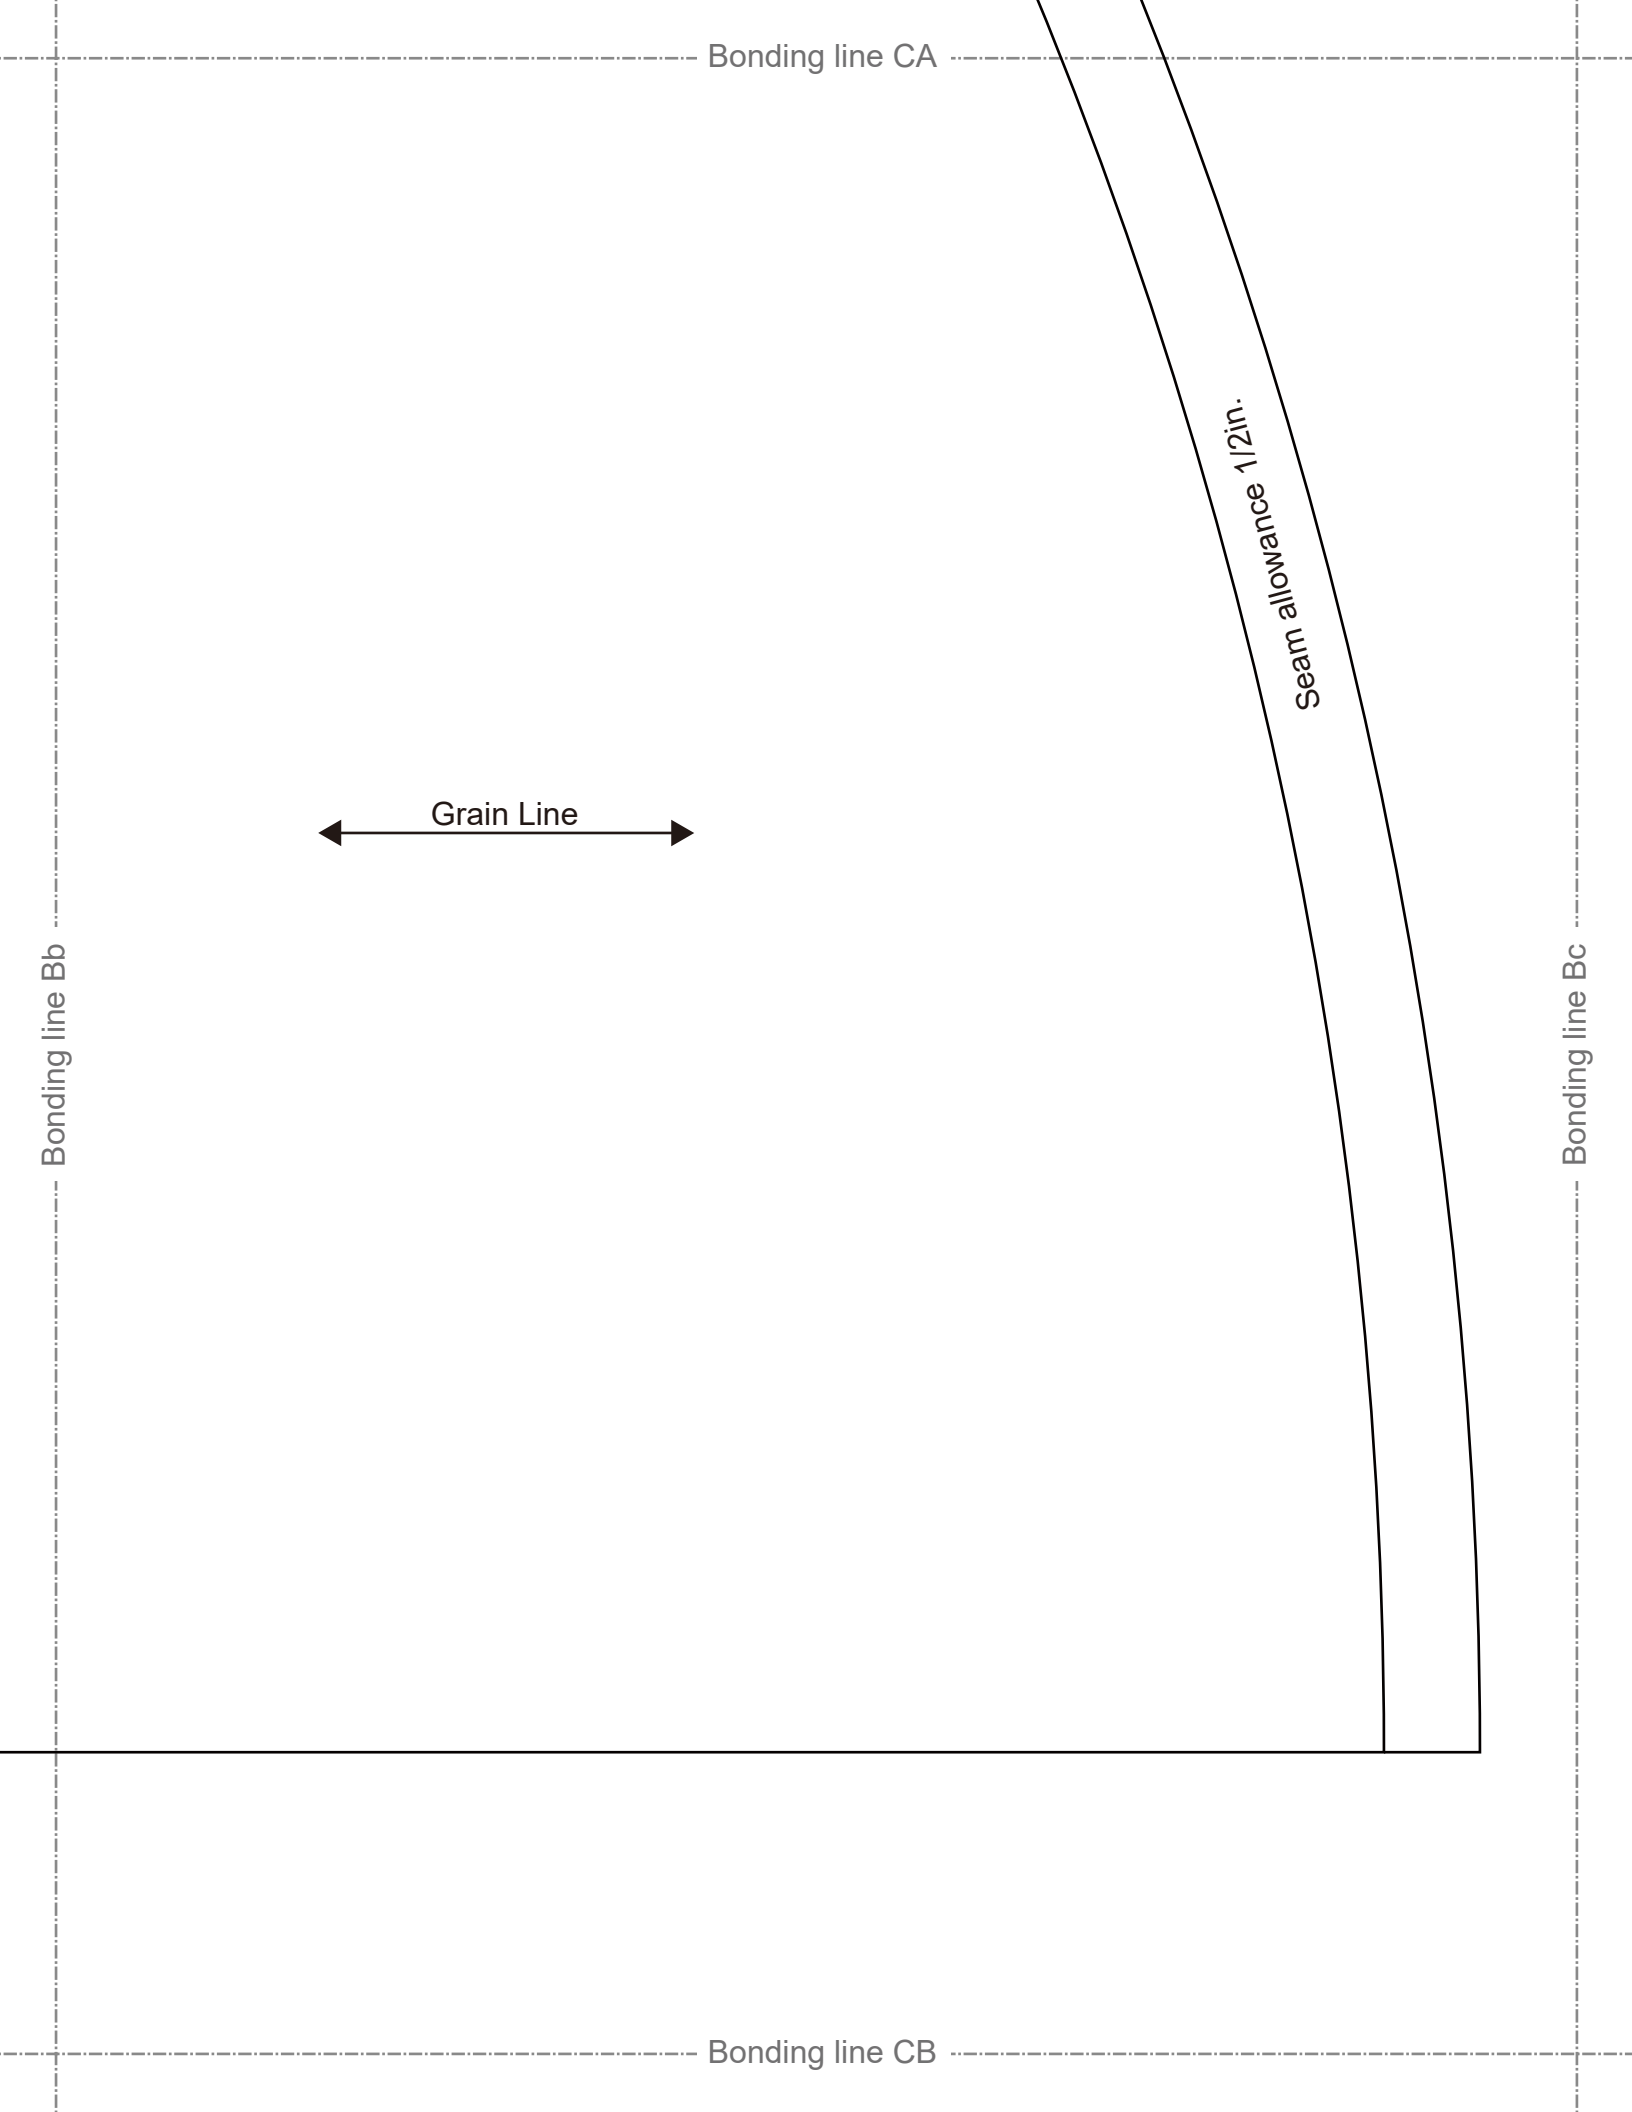 Bonding line CA
Seam allowance 1/2in.
Grain Line
Bonding line Bb
Bonding line Bc
Bonding line CB